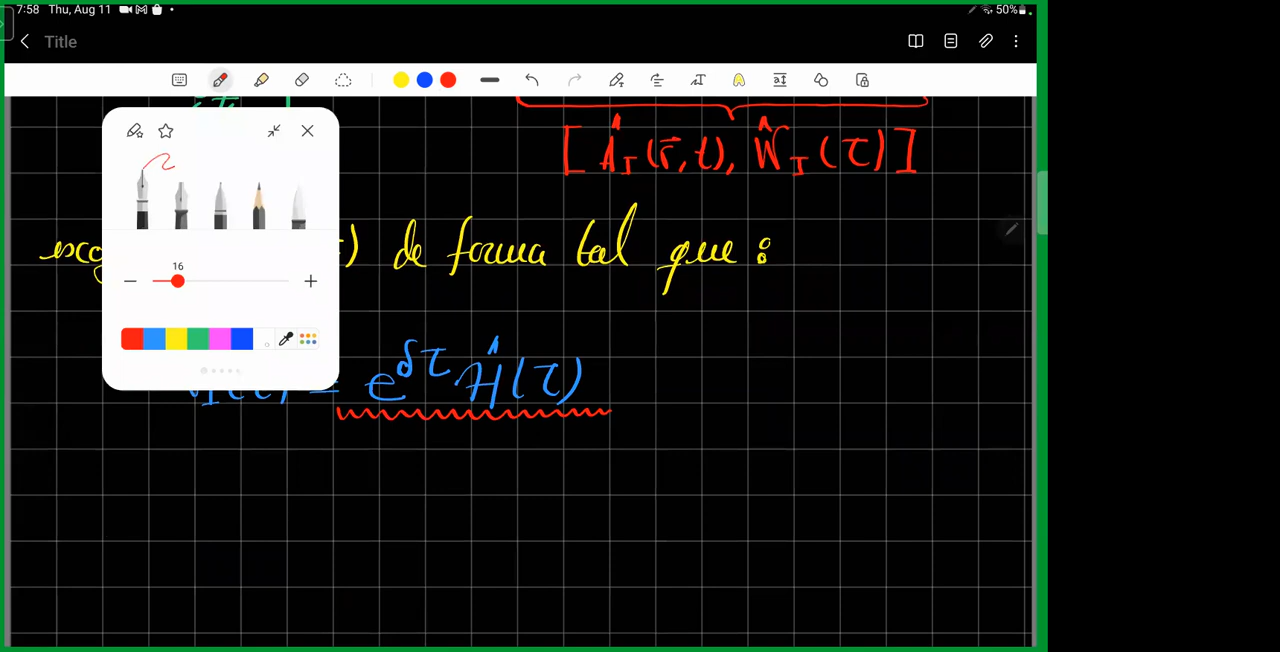 7:58 Thu, Aug 11 50%
Title
[ Â_I (r̄, t), Ŵ_I (τ) ]
) de forma tal que :
16
= e^{δτ} Ĥ(τ)